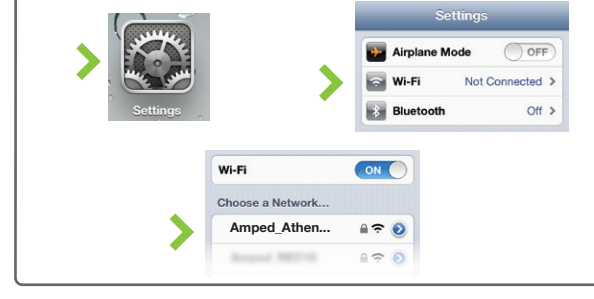 Settings
Settings
Airplane Mode OFF
Wi-Fi Not Connected
Bluetooth Off
Wi-Fi ON
Choose a Network...
Amped_Athen...